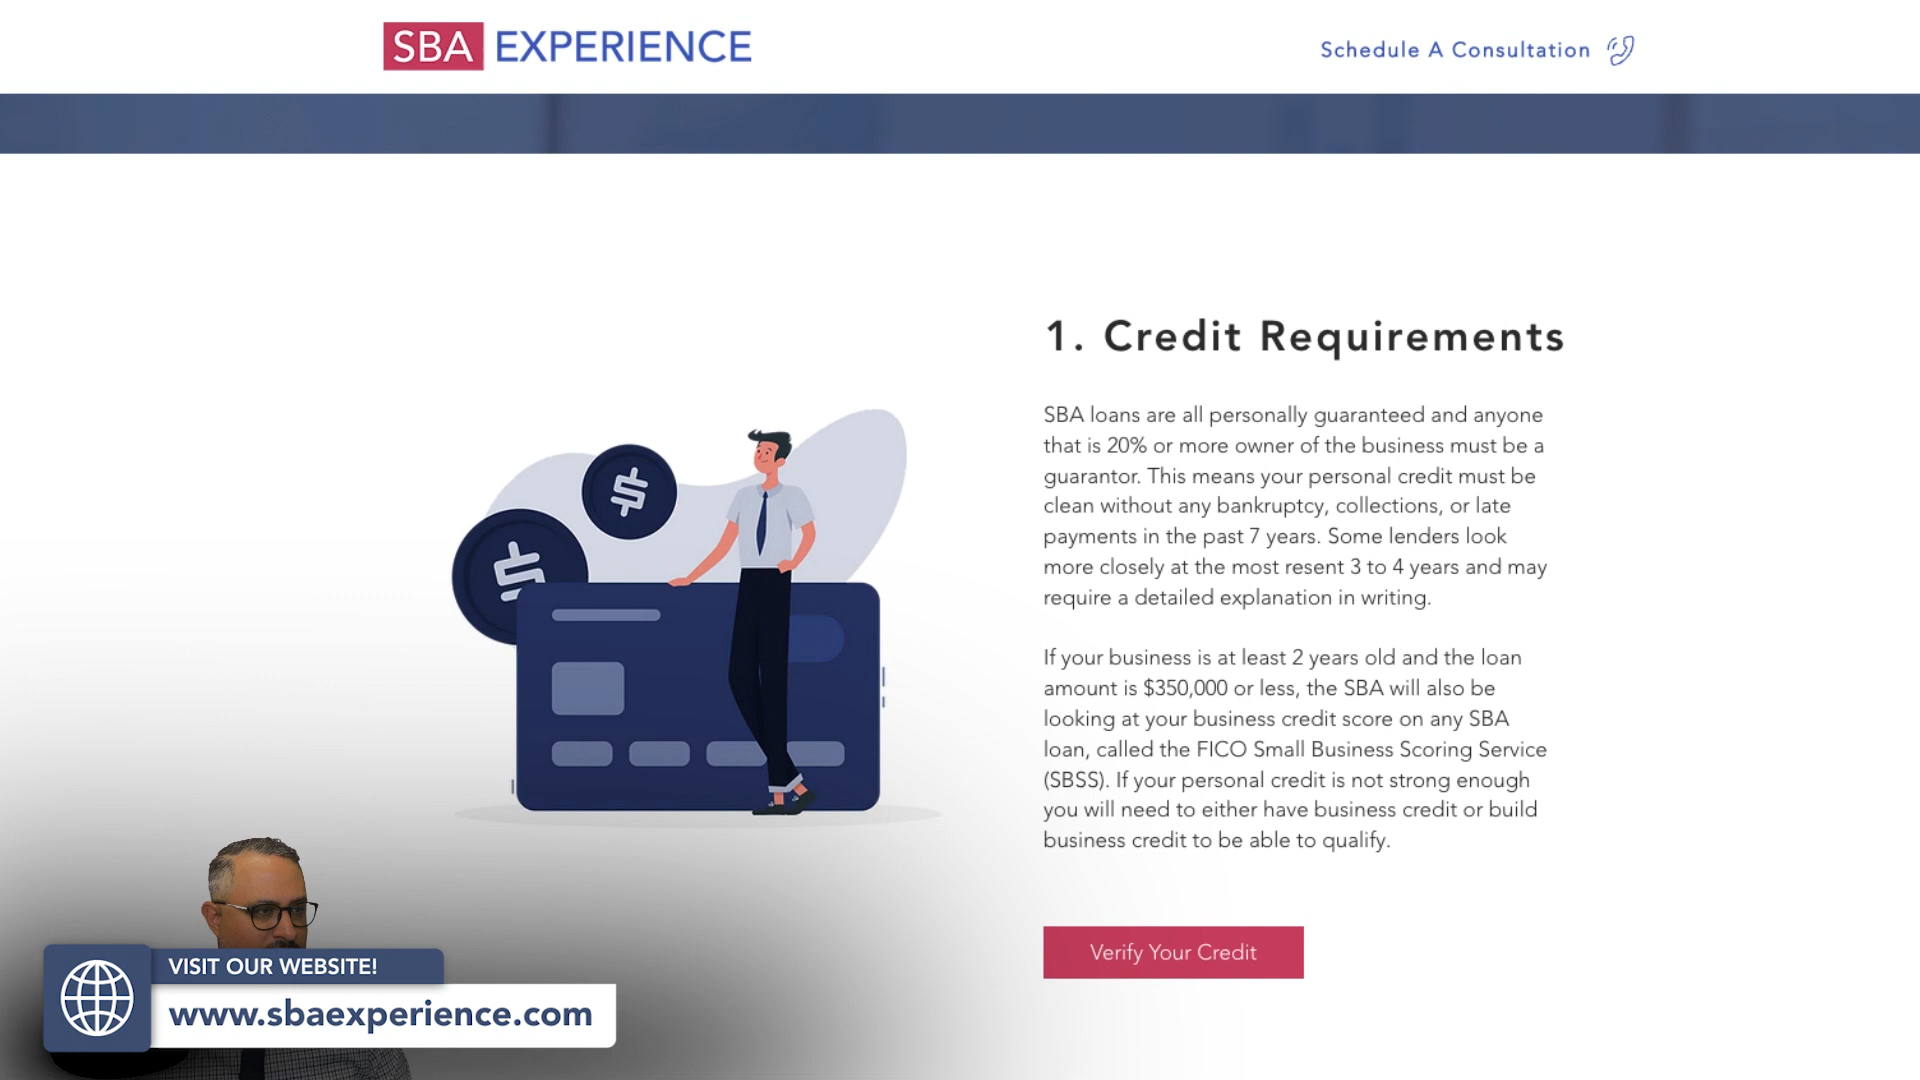 SBA EXPERIENCE
Schedule A Consultation
1. Credit Requirements
SBA loans are all personally guaranteed and anyone
that is 20% or more owner of the business must be a
guarantor. This means your personal credit must be
clean without any bankruptcy, collections, or late
payments in the past 7 years. Some lenders look
more closely at the most resent 3 to 4 years and may
require a detailed explanation in writing.
If your business is at least 2 years old and the loan
amount is $350,000 or less, the SBA will also be
looking at your business credit score on any SBA
loan, called the FICO Small Business Scoring Service
(SBSS). If your personal credit is not strong enough
you will need to either have business credit or build
business credit to be able to qualify.
Verify Your Credit
VISIT OUR WEBSITE!
www.sbaexperience.com